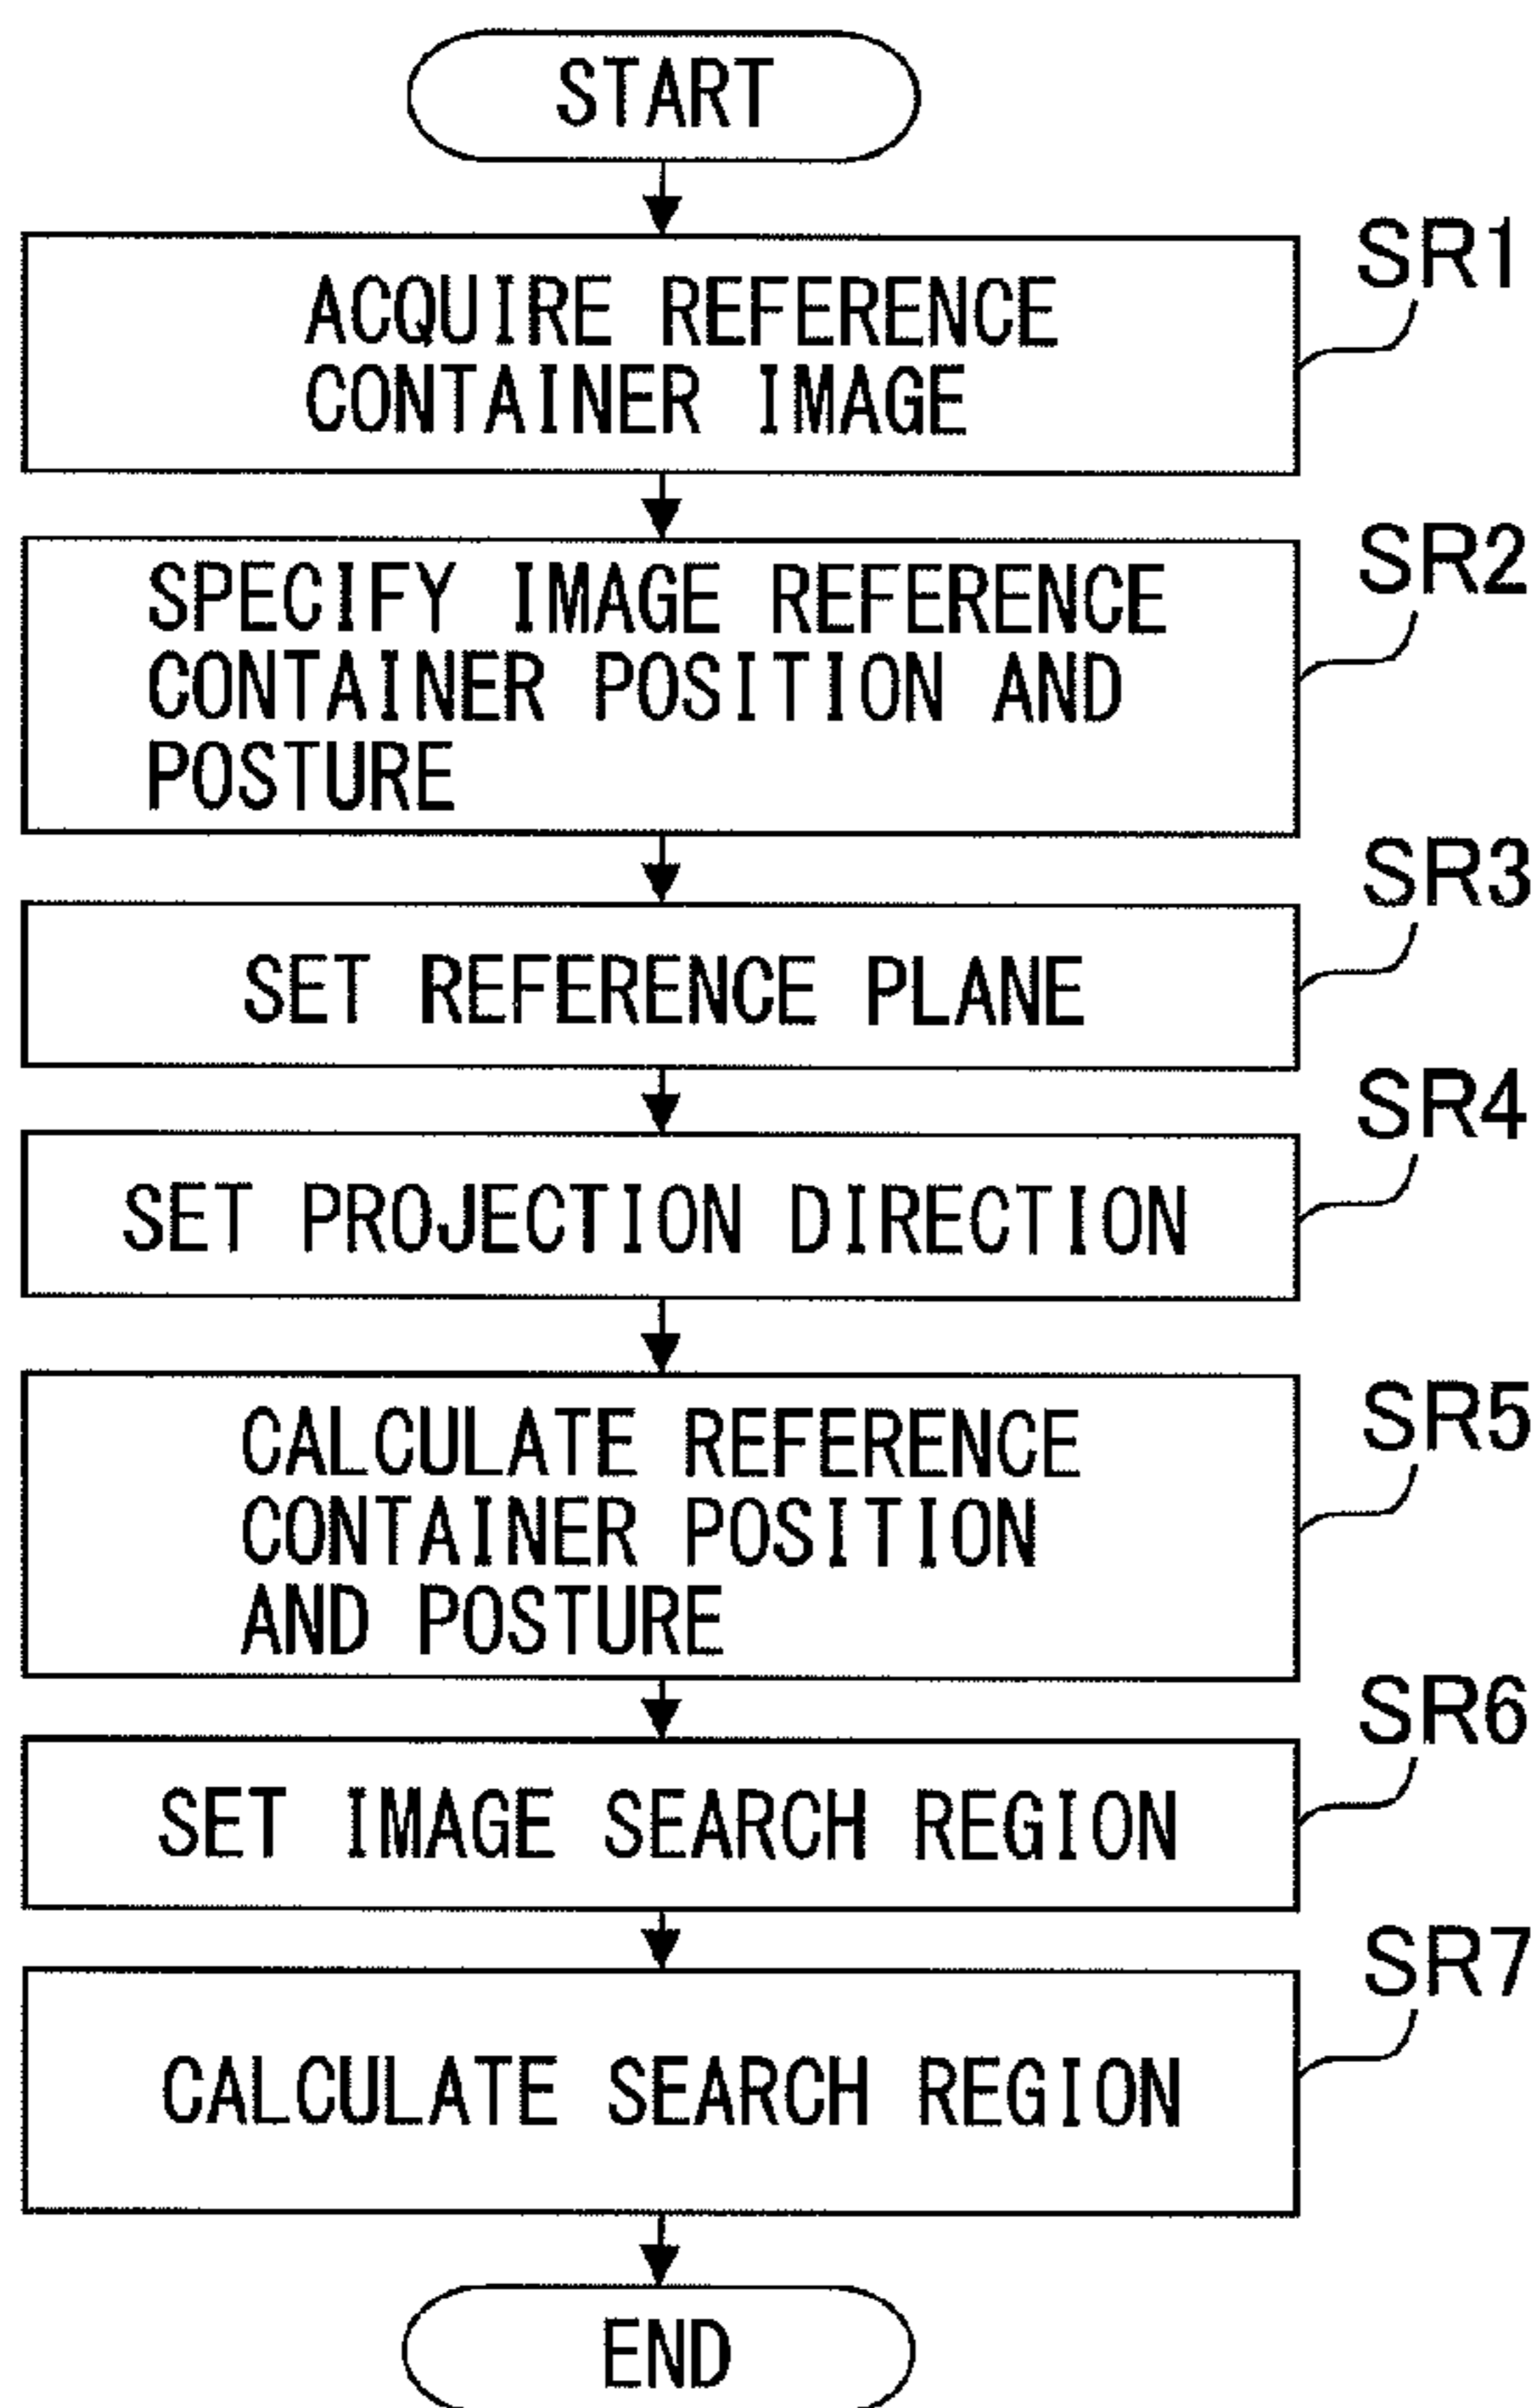 START
SR1
ACQUIRE REFERENCE
CONTAINER IMAGE
SR2
SPECIFY IMAGE REFERENCE
CONTAINER POSITION AND
POSTURE
SR3
SET REFERENCE PLANE
SR4
SET PROJECTION DIRECTION
SR5
CALCULATE REFERENCE
CONTAINER POSITION
AND POSTURE
SR6
SET IMAGE SEARCH REGION
SR7
CALCULATE SEARCH REGION
END